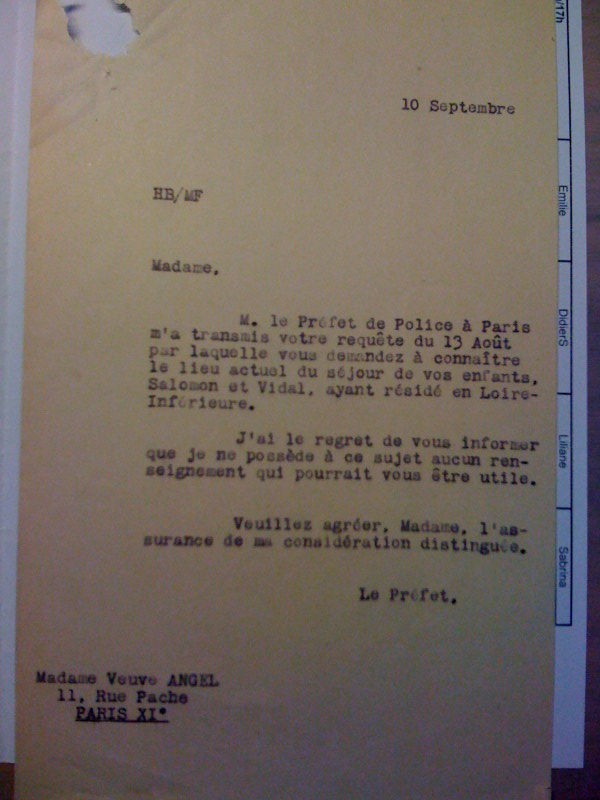 10 Septembre
HB/MF
Madame,
M. le Préfet de Police à Paris
m'a transmis votre requête du 13 Août
par laquelle vous demandez à connaître
le lieu actuel du séjour de vos enfants,
Salomon et Vidal, ayant résidé en Loire-
Inférieure.
J'ai le regret de vous informer
que je ne possède à ce sujet aucun ren-
seignement qui pourrait vous être utile.
Veuillez agréer, Madame, l'as-
surance de ma considération distinguée.
Le Préfet,
Madame Veuve ANGEL
11, Rue Pache
PARIS XI°
/17h
Emilie
DidierS
Liliane
Sabrina